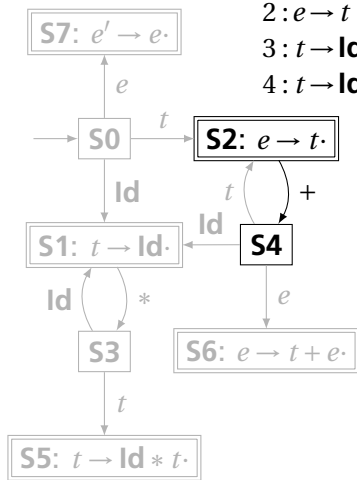 2 : e → t
S7: e′ → e·
3 : t → Id
4 : t → Id
e
S0
t
S2: e → t·
Id
t
+
S1: t → Id·
Id
S4
Id
*
e
S3
S6: e → t + e·
t
S5: t → Id * t·